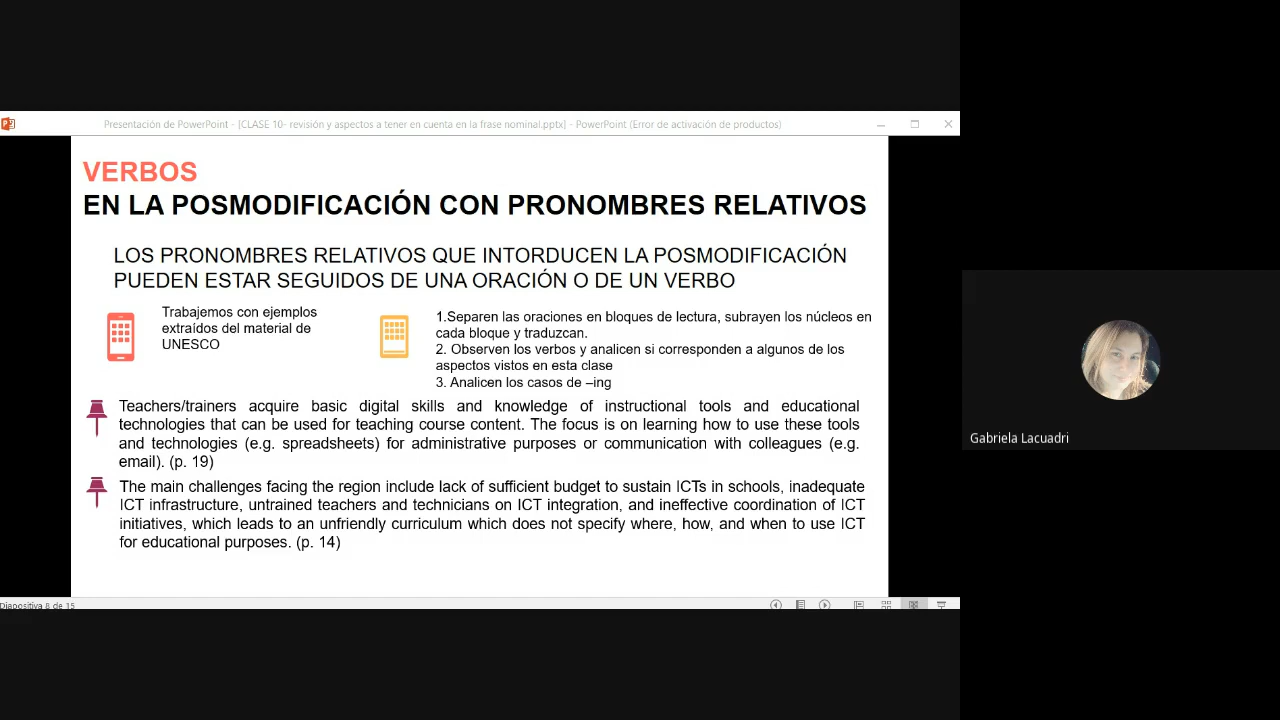 Presentación de PowerPoint - [CLASE 10- revisión y aspectos a tener en cuenta en la frase nominal.pptx] - PowerPoint (Error de activación de productos)
VERBOS
EN LA POSMODIFICACIÓN CON PRONOMBRES RELATIVOS
LOS PRONOMBRES RELATIVOS QUE INTORDUCEN LA POSMODIFICACIÓN
PUEDEN ESTAR SEGUIDOS DE UNA ORACIÓN O DE UN VERBO
Trabajemos con ejemplos
extraídos del material de
UNESCO
1.Separen las oraciones en bloques de lectura, subrayen los núcleos en
cada bloque y traduzcan.
2. Observen los verbos y analicen si corresponden a algunos de los
aspectos vistos en esta clase
3. Analicen los casos de –ing
Teachers/trainers acquire basic digital skills and knowledge of instructional tools and educational
technologies that can be used for teaching course content. The focus is on learning how to use these tools
and technologies (e.g. spreadsheets) for administrative purposes or communication with colleagues (e.g.
email). (p. 19)
The main challenges facing the region include lack of sufficient budget to sustain ICTs in schools, inadequate
ICT infrastructure, untrained teachers and technicians on ICT integration, and ineffective coordination of ICT
initiatives, which leads to an unfriendly curriculum which does not specify where, how, and when to use ICT
for educational purposes. (p. 14)
Diapositiva 8 de 15
Gabriela Lacuadri